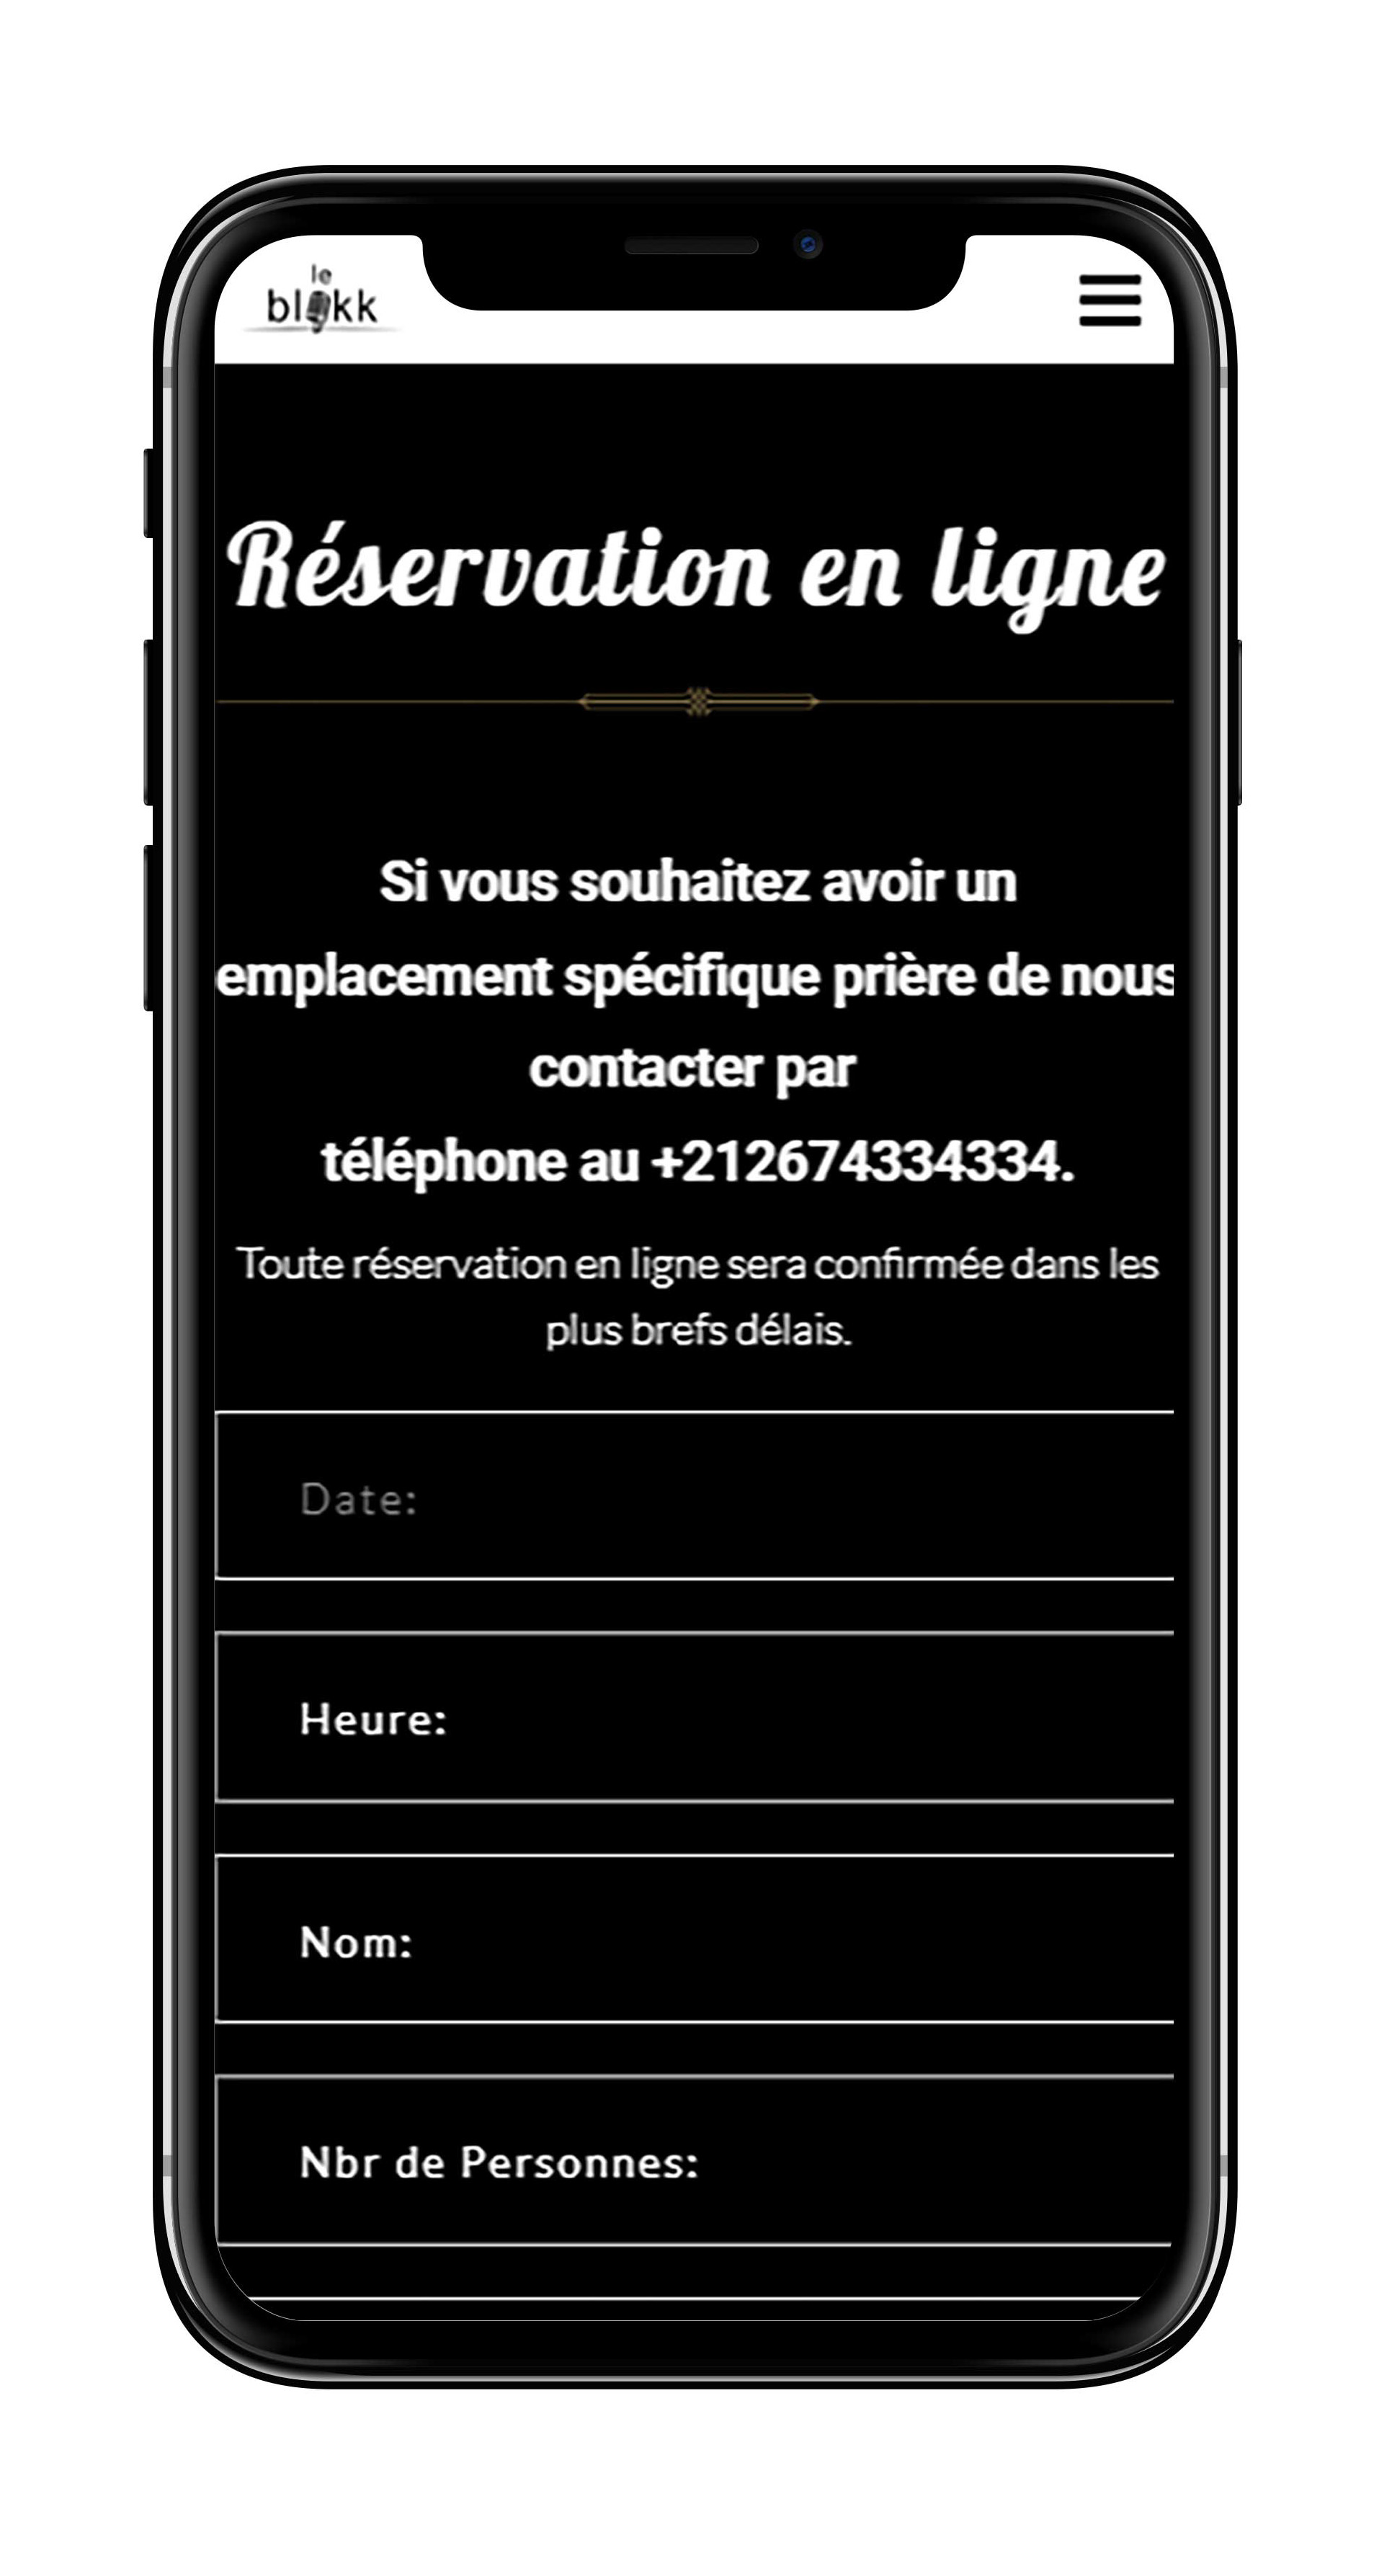 le
blokk
Réservation en ligne
Si vous souhaitez avoir un
emplacement spécifique prière de nous
contacter par
téléphone au +212674334334.
Toute réservation en ligne sera confirmée dans les
plus brefs délais.
Date:
Heure:
Nom:
Nbr de Personnes: